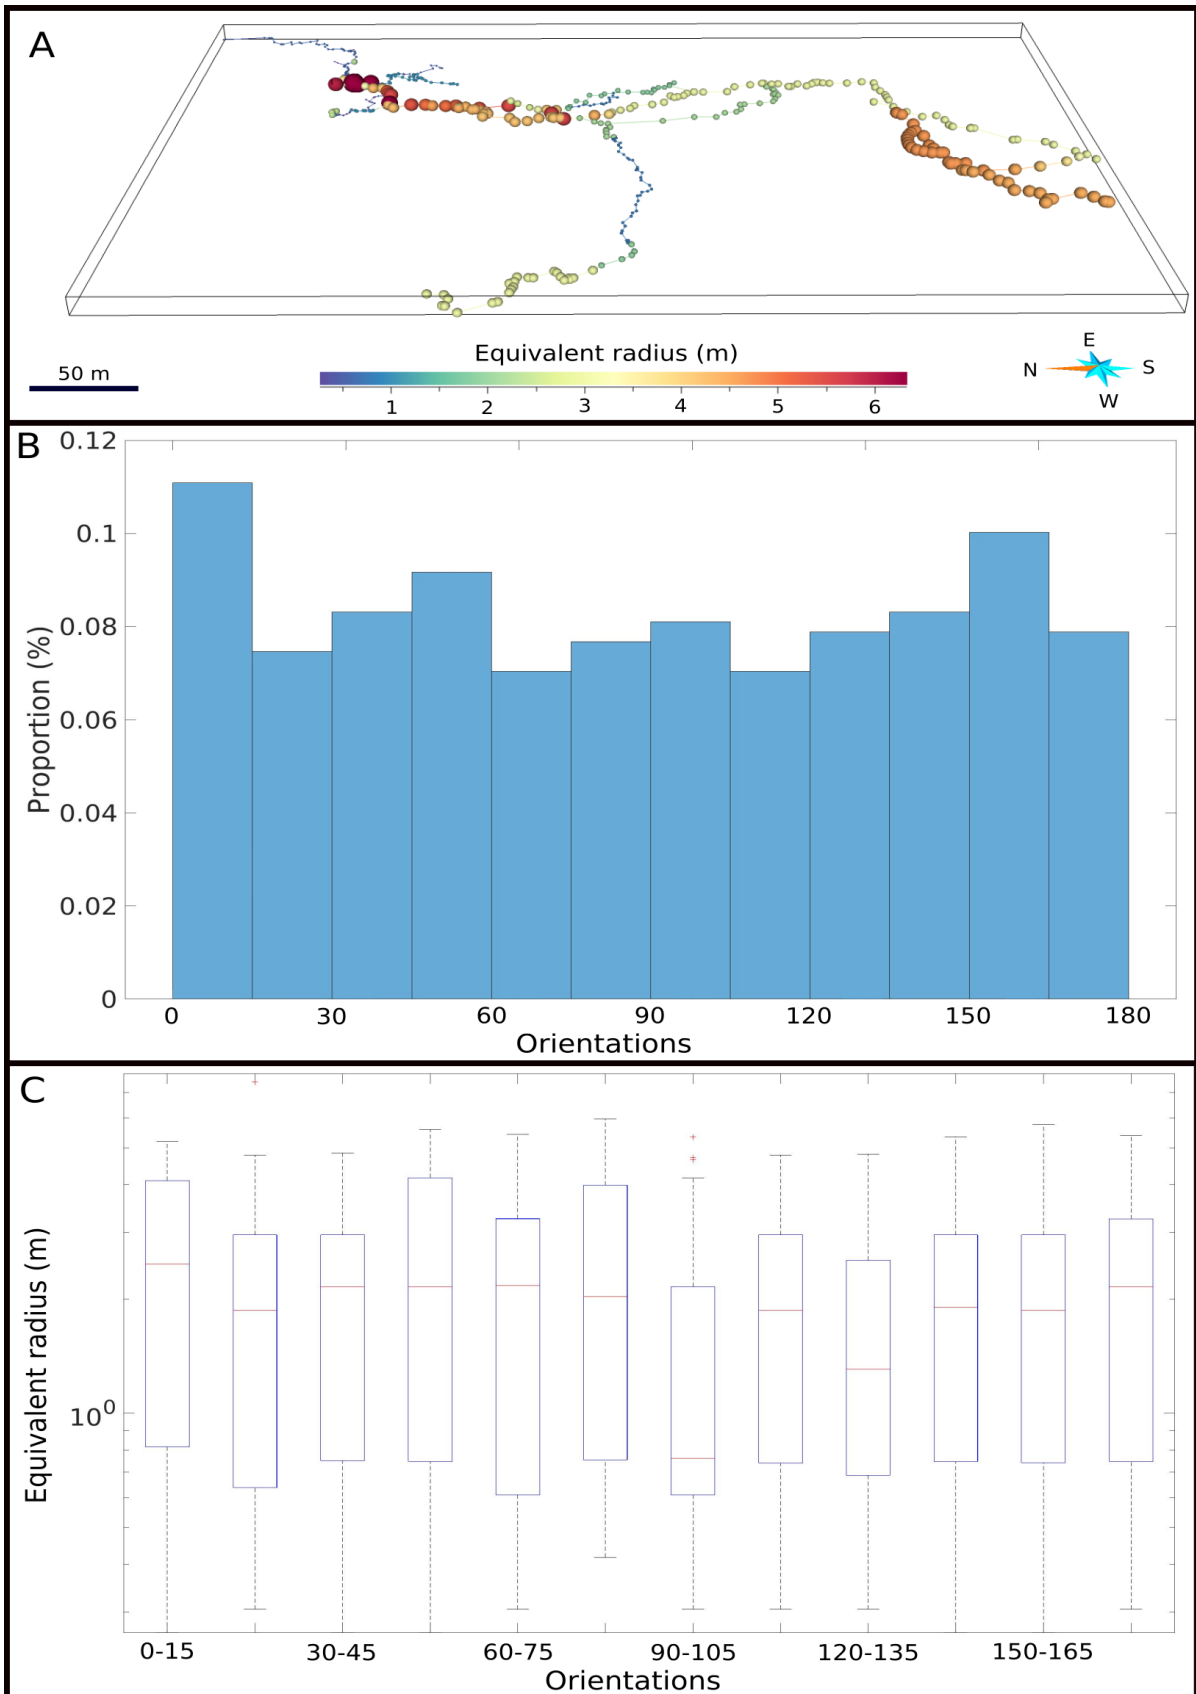 A
Equivalent radius (m)
50 m
1 2 3 4 5 6
E
N S
W
B
Proportion (%)
0.12
0.1
0.08
0.06
0.04
0.02
0
0 30 60 90 120 150 180
Orientations
C
Equivalent radius (m)
10⁰
0-15 30-45 60-75 90-105 120-135 150-165
Orientations